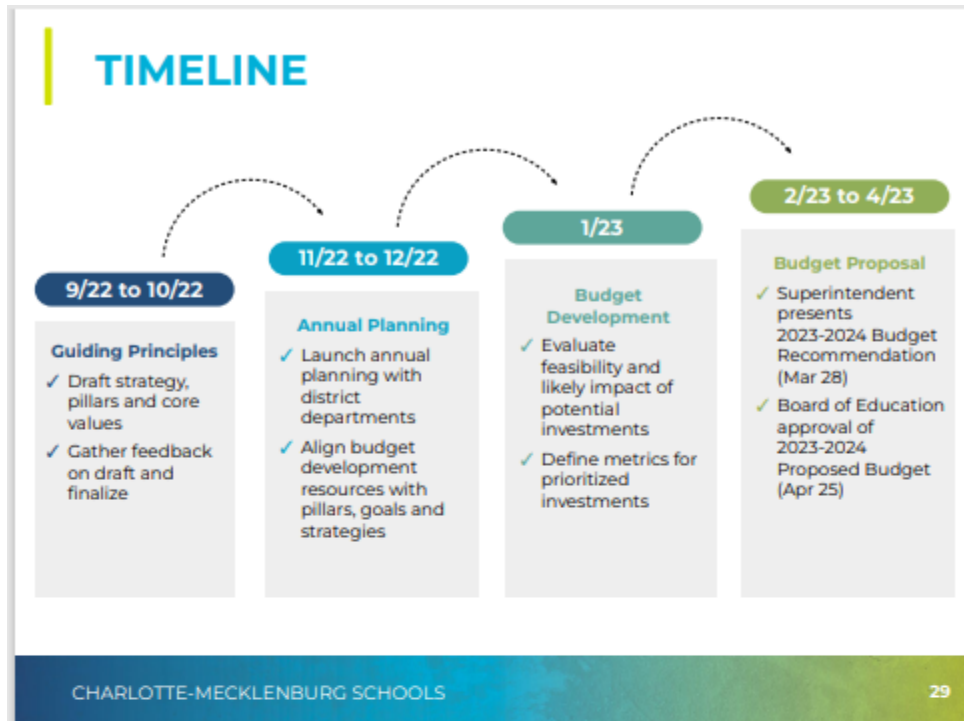 TIMELINE
9/22 to 10/22
Guiding Principles
✓ Draft strategy,
pillars and core
values
✓ Gather feedback
on draft and
finalize
11/22 to 12/22
Annual Planning
✓ Launch annual
planning with
district
departments
✓ Align budget
development
resources with
pillars, goals and
strategies
1/23
Budget
Development
✓ Evaluate
feasibility and
likely impact of
potential
investments
✓ Define metrics for
prioritized
investments
2/23 to 4/23
Budget Proposal
✓ Superintendent
presents
2023-2024 Budget
Recommendation
(Mar 28)
✓ Board of Education
approval of
2023-2024
Proposed Budget
(Apr 25)
CHARLOTTE-MECKLENBURG SCHOOLS
29